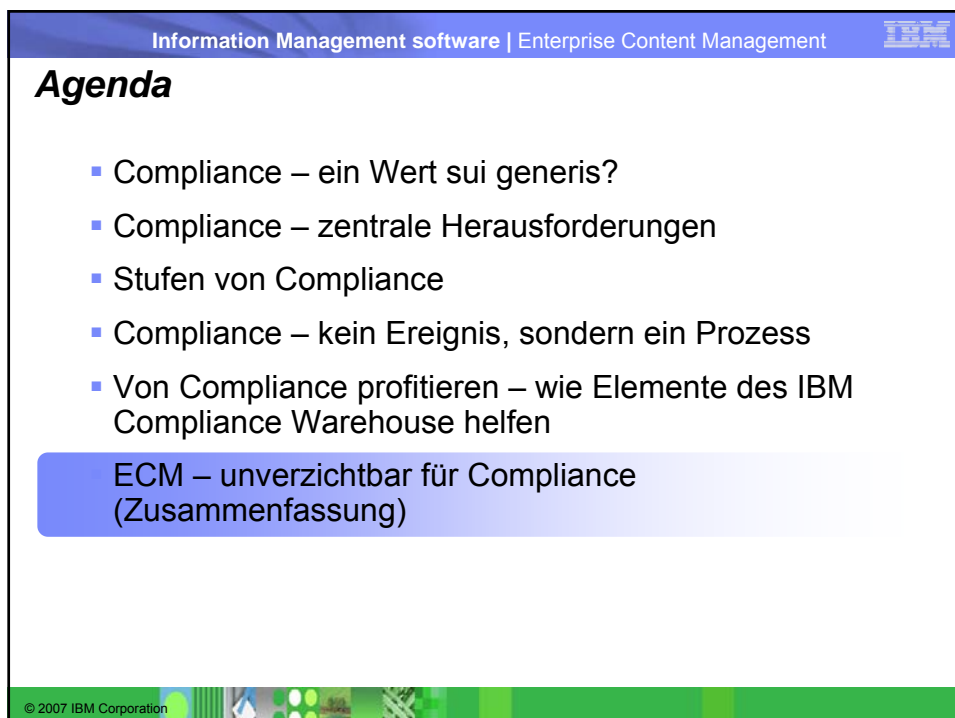 Information Management software | Enterprise Content Management
IBM
Agenda
▪ Compliance – ein Wert sui generis?
▪ Compliance – zentrale Herausforderungen
▪ Stufen von Compliance
▪ Compliance – kein Ereignis, sondern ein Prozess
▪ Von Compliance profitieren – wie Elemente des IBM
Compliance Warehouse helfen
▪ ECM – unverzichtbar für Compliance
(Zusammenfassung)
© 2007 IBM Corporation